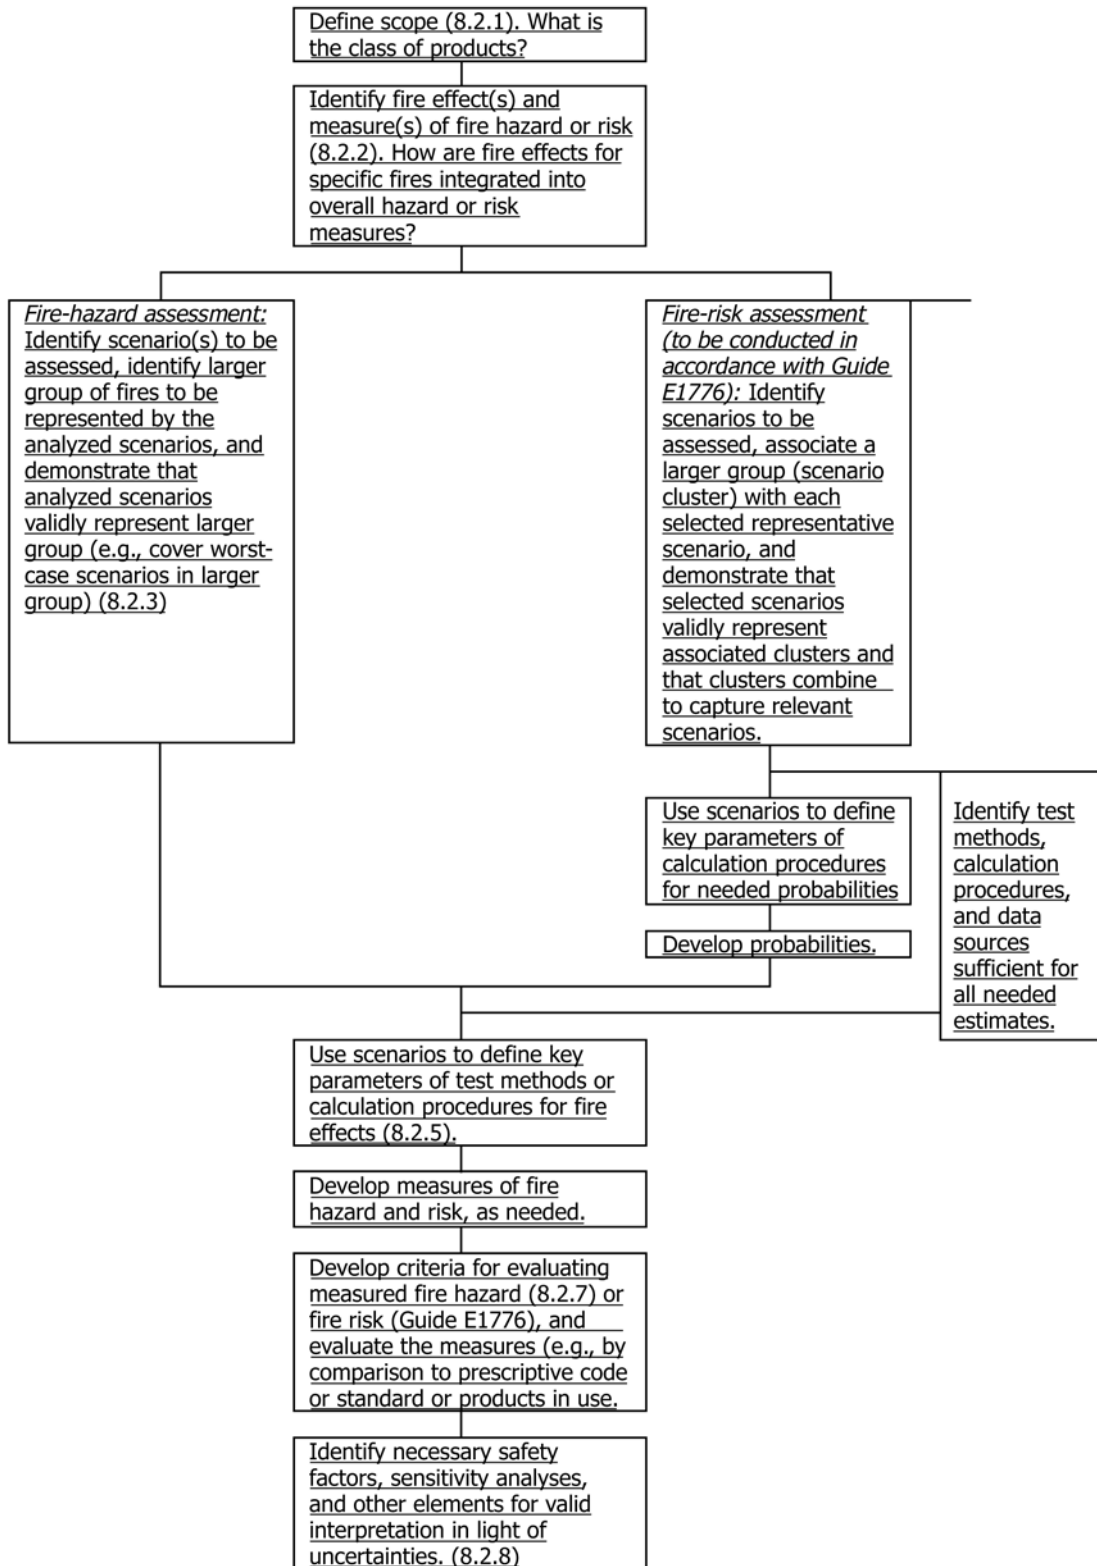 Define scope (8.2.1). What is
the class of products?
Identify fire effect(s) and
measure(s) of fire hazard or risk
(8.2.2). How are fire effects for
specific fires integrated into
overall hazard or risk
measures?
Fire-hazard assessment:
Identify scenario(s) to be
assessed, identify larger
group of fires to be
represented by the
analyzed scenarios, and
demonstrate that
analyzed scenarios
validly represent larger
group (e.g., cover worst-
case scenarios in larger
group) (8.2.3)
Fire-risk assessment
(to be conducted in
accordance with Guide
E1776): Identify
scenarios to be
assessed, associate a
larger group (scenario
cluster) with each
selected representative
scenario, and
demonstrate that
selected scenarios
validly represent
associated clusters and
that clusters combine
to capture relevant
scenarios.
Use scenarios to define
key parameters of
calculation procedures
for needed probabilities
Develop probabilities.
Identify test
methods,
calculation
procedures,
and data
sources
sufficient for
all needed
estimates.
Use scenarios to define key
parameters of test methods or
calculation procedures for fire
effects (8.2.5).
Develop measures of fire
hazard and risk, as needed.
Develop criteria for evaluating
measured fire hazard (8.2.7) or
fire risk (Guide E1776), and
evaluate the measures (e.g., by
comparison to prescriptive code
or standard or products in use.
Identify necessary safety
factors, sensitivity analyses,
and other elements for valid
interpretation in light of
uncertainties. (8.2.8)